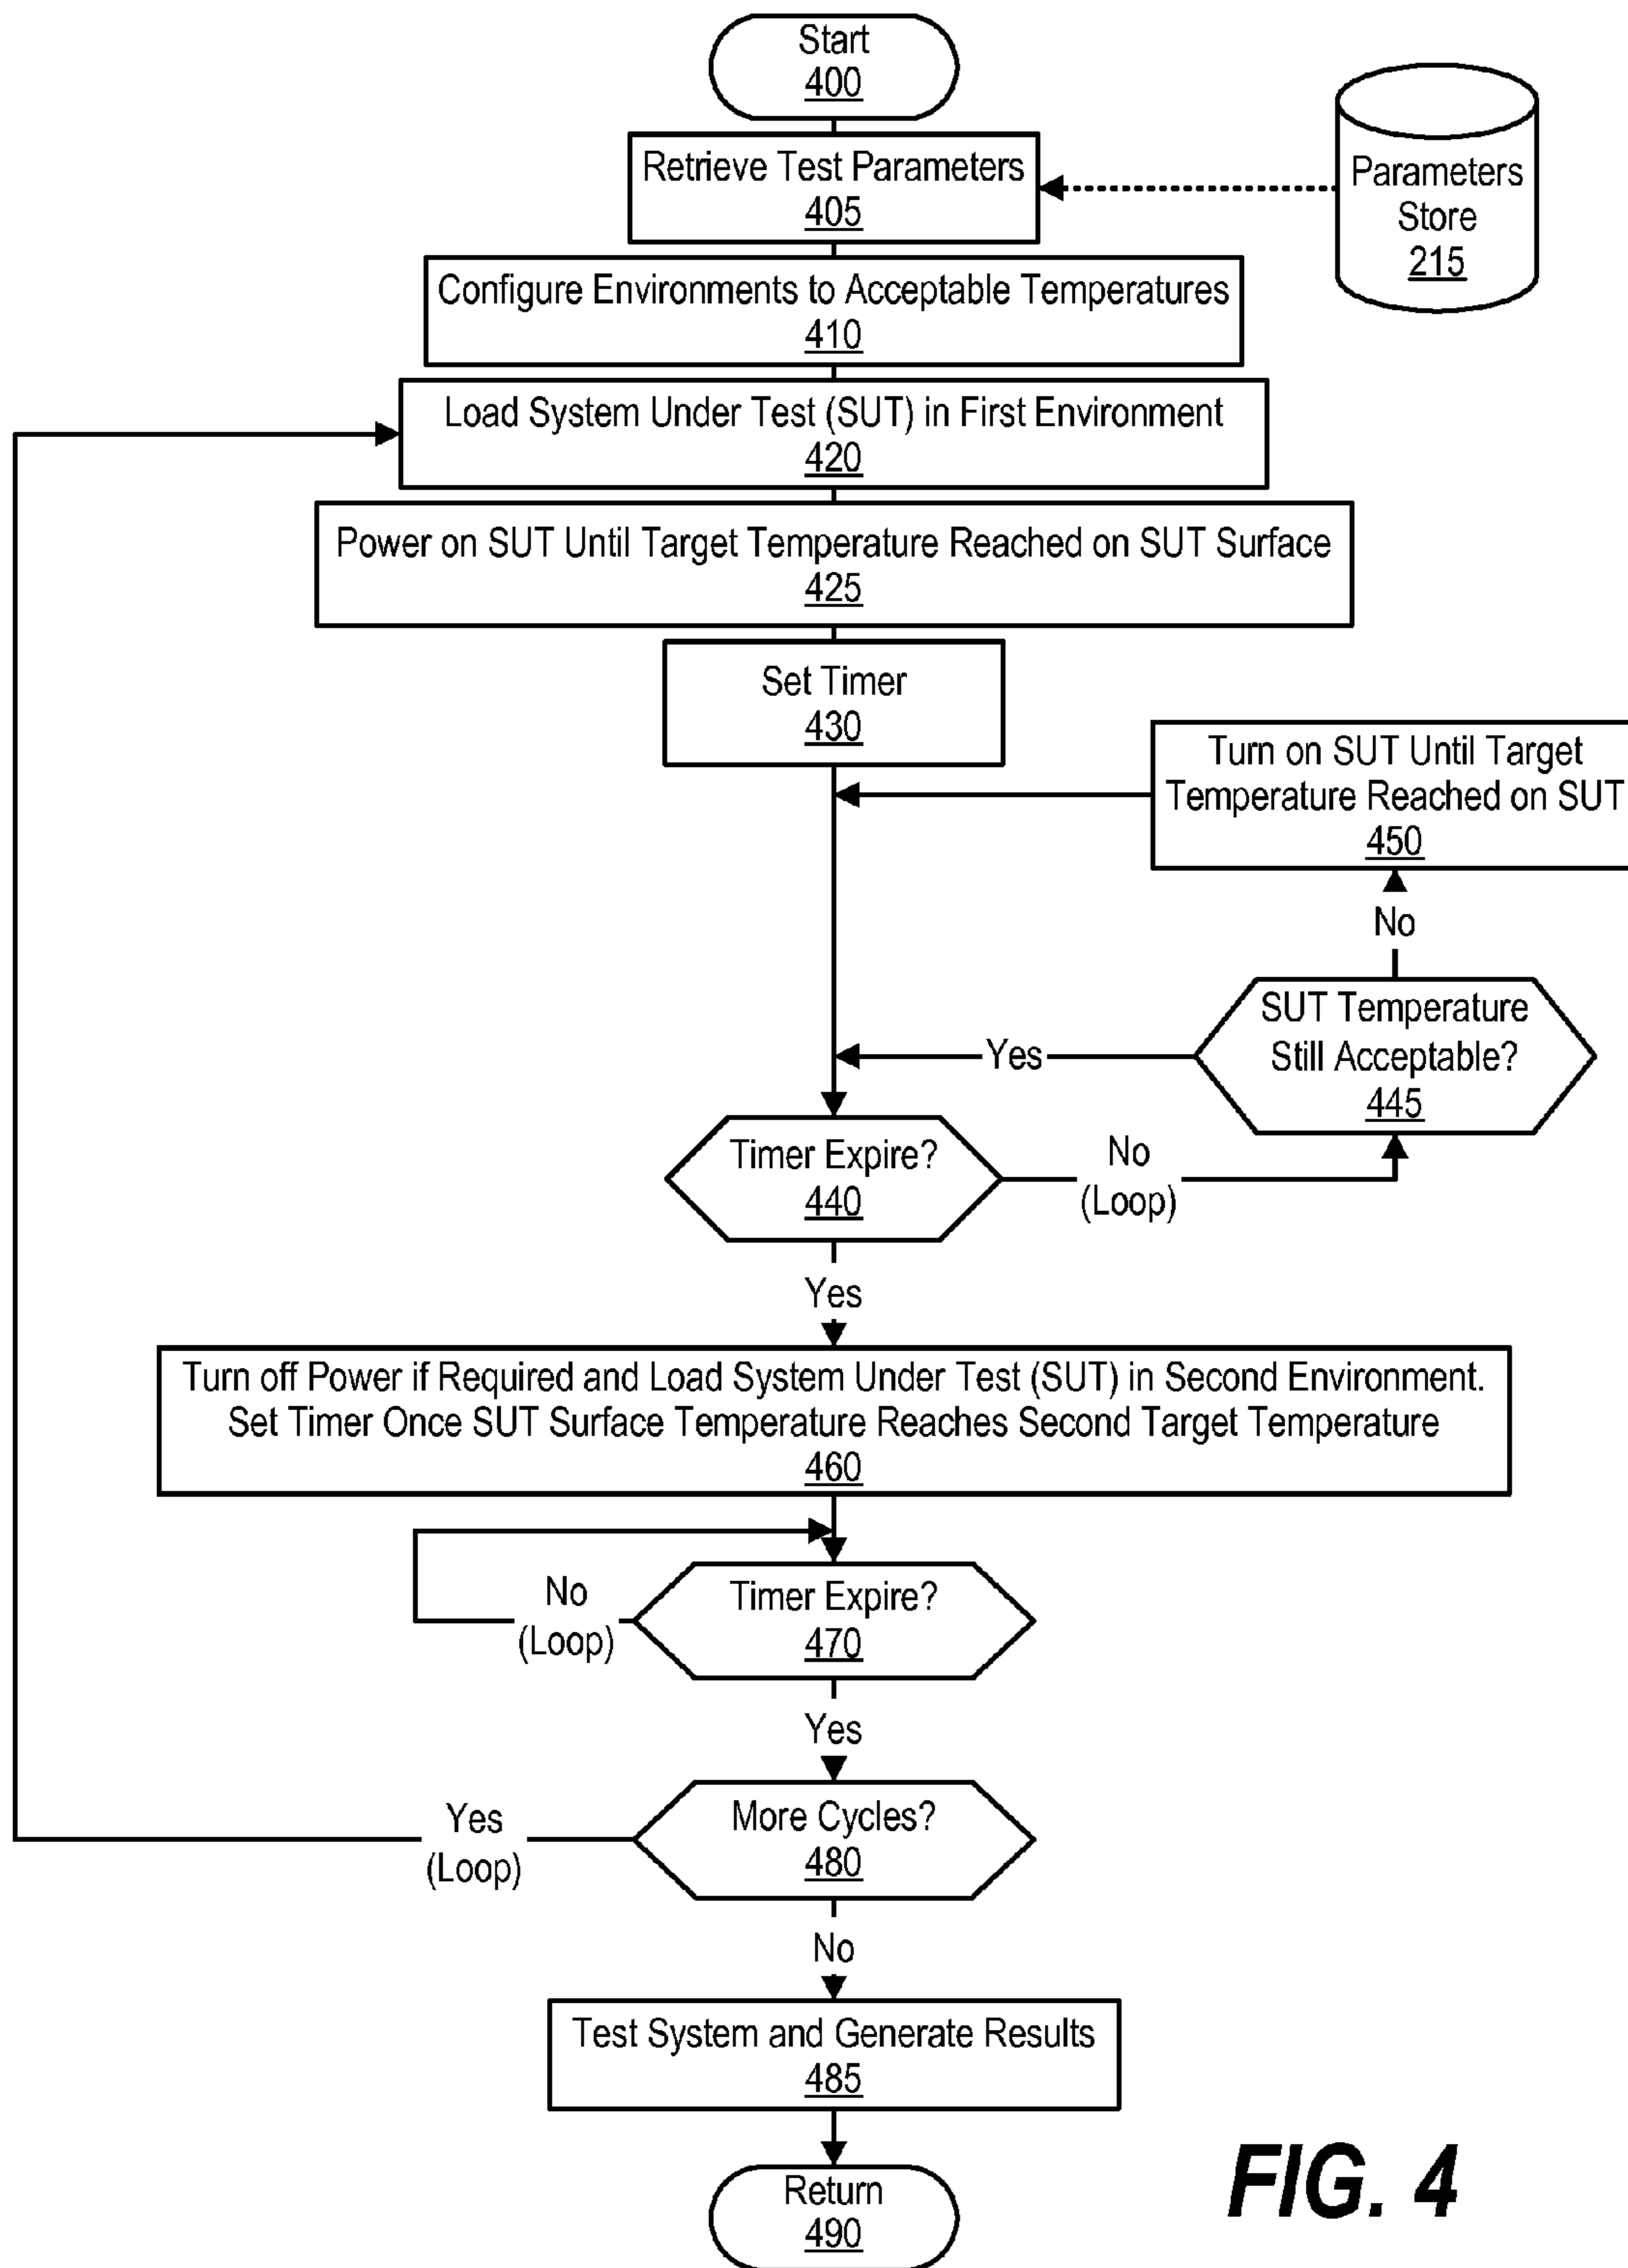 Start
400
Retrieve Test Parameters
405
Parameters
Store
215
Configure Environments to Acceptable Temperatures
410
Load System Under Test (SUT) in First Environment
420
Power on SUT Until Target Temperature Reached on SUT Surface
425
Set Timer
430
Turn on SUT Until Target
Temperature Reached on SUT
450
No
SUT Temperature
Still Acceptable?
445
Yes
Timer Expire?
440
No
(Loop)
Yes
Turn off Power if Required and Load System Under Test (SUT) in Second Environment.
Set Timer Once SUT Surface Temperature Reaches Second Target Temperature
460
No
(Loop)
Timer Expire?
470
Yes
More Cycles?
480
Yes
(Loop)
No
Test System and Generate Results
485
Return
490
FIG. 4